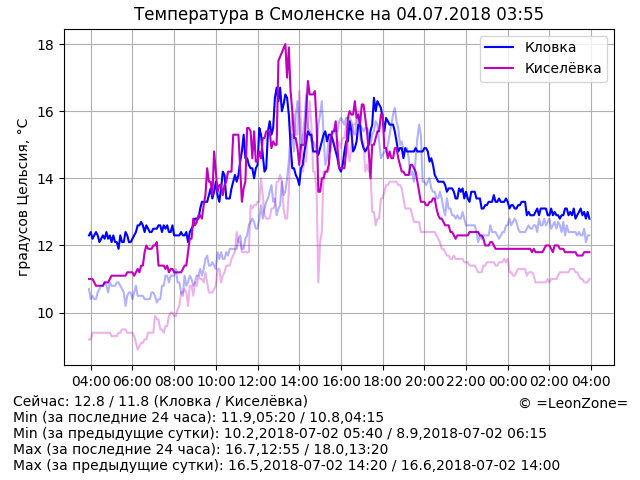 Температура в Смоленске на 04.07.2018 03:55
Кловка
Киселёвка
градусов Цельсия, °C
18
16
14
12
10
04:00 06:00 08:00 10:00 12:00 14:00 16:00 18:00 20:00 22:00 00:00 02:00 04:00
Сейчас: 12.8 / 11.8 (Кловка / Киселёвка)
© =LeonZone=
Min (за последние 24 часа): 11.9,05:20 / 10.8,04:15
Min (за предыдущие сутки): 10.2,2018-07-02 05:40 / 8.9,2018-07-02 06:15
Max (за последние 24 часа): 16.7,12:55 / 18.0,13:20
Max (за предыдущие сутки): 16.5,2018-07-02 14:20 / 16.6,2018-07-02 14:00